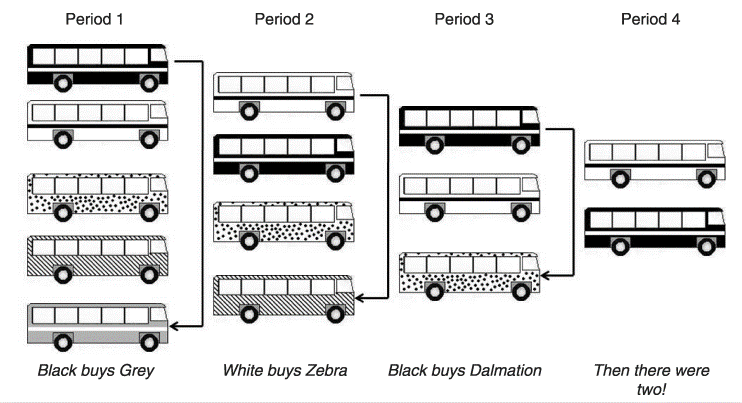 Period 1
Period 2
Period 3
Period 4
Black buys Grey
White buys Zebra
Black buys Dalmation
Then there were
two!